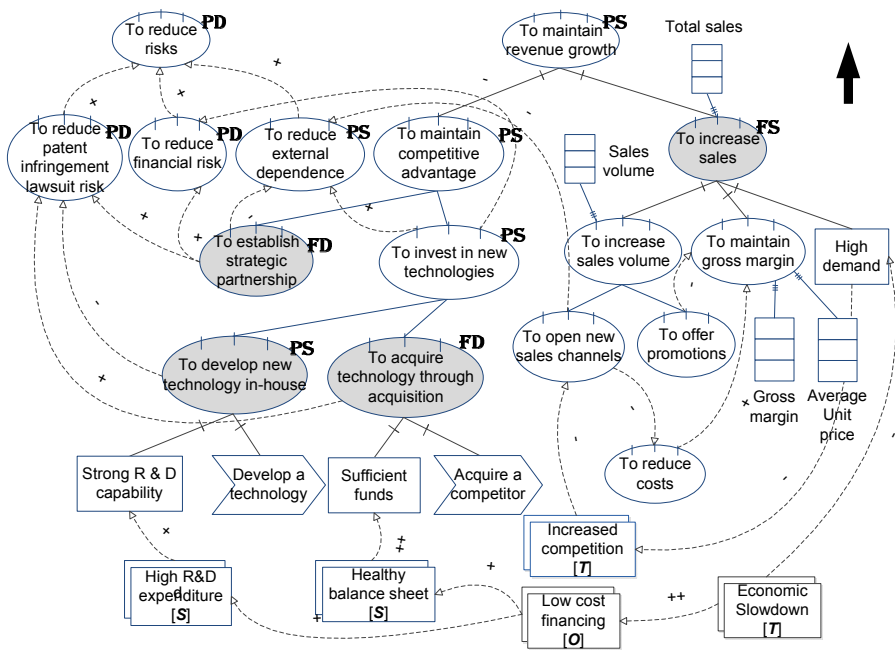 To reduce
risks
PD
To maintain
revenue growth
PS
Total sales
To reduce
patent
infringement
lawsuit risk
PD
To reduce
financial risk
PD
To reduce
external
dependence
PS
To maintain
competitive
advantage
PS
Sales
volume
To increase
sales
FS
To establish
strategic
partnership
FD
To invest in new
technologies
PS
To increase
sales volume
To maintain
gross margin
High
demand
To develop new
technology in-house
PS
To acquire
technology through
acquisition
FD
To open new
sales channels
To offer
promotions
Gross
margin
Average
Unit
price
Strong R & D
capability
Develop a
technology
Sufficient
funds
Acquire a
competitor
To reduce
costs
Increased
competition
[T]
High R&D
d
expenditure
[S]
Healthy
balance sheet
[S]
Low cost
financing
[O]
Economic
Slowdown
[T]
+
+
+
-
-
+
-
-
+
-
+
-
-
-
+
-
-
+
++
+
+
++